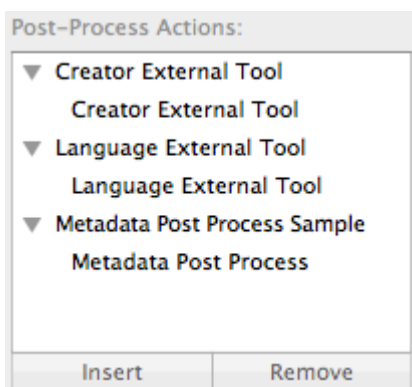 Post-Process Actions:
Creator External Tool
Creator External Tool
Language External Tool
Language External Tool
Metadata Post Process Sample
Metadata Post Process
Insert Remove